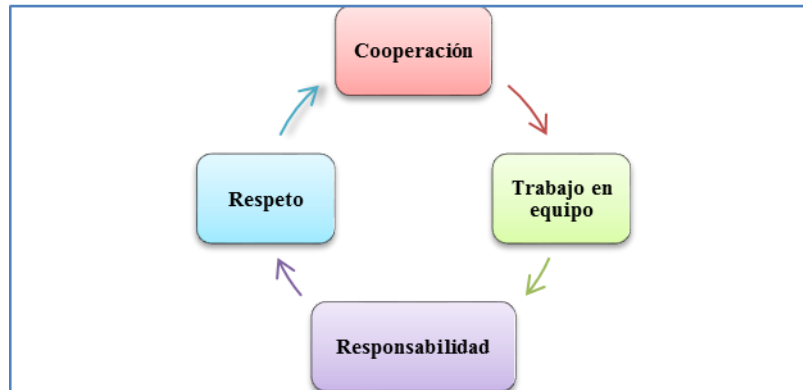 Cooperación
Respeto
Trabajo en
equipo
Responsabilidad